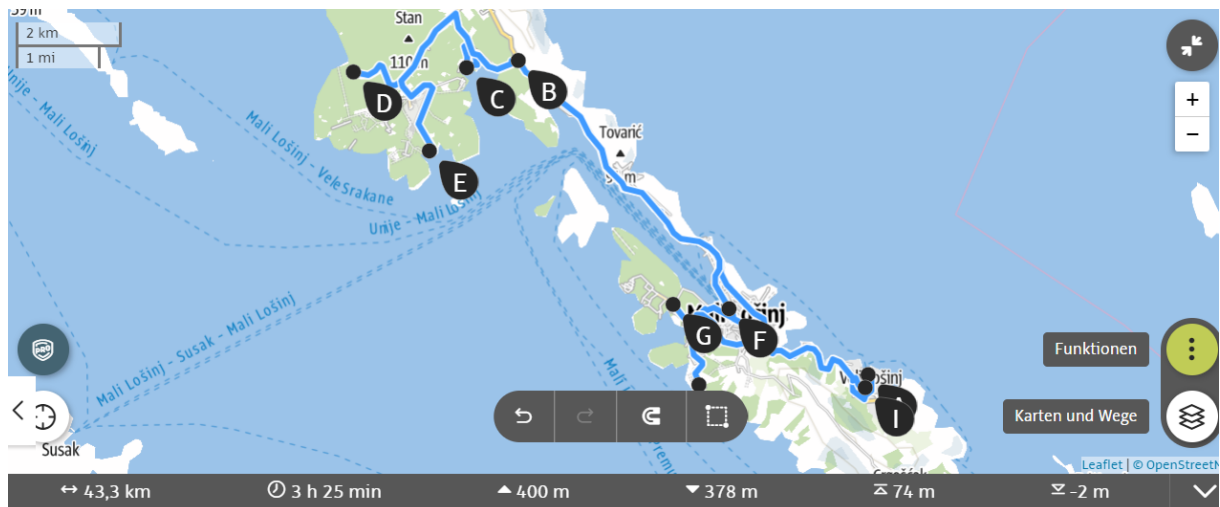 Stan
2 km
1 mi
110 m
D
C
B
E
Tovarić
Unije - Mali Lošinj
Mali Lošinj - Vele Srakane
Unije - Mali Lošinj
Mali Lošinj - Susak - Mali Lošinj
G
F
I
PRO
Funktionen
Karten und Wege
Susak
+
−
Leaflet | © OpenStreetM
↔ 43,3 km
3 h 25 min
▲ 400 m
▼ 378 m
74 m
-2 m